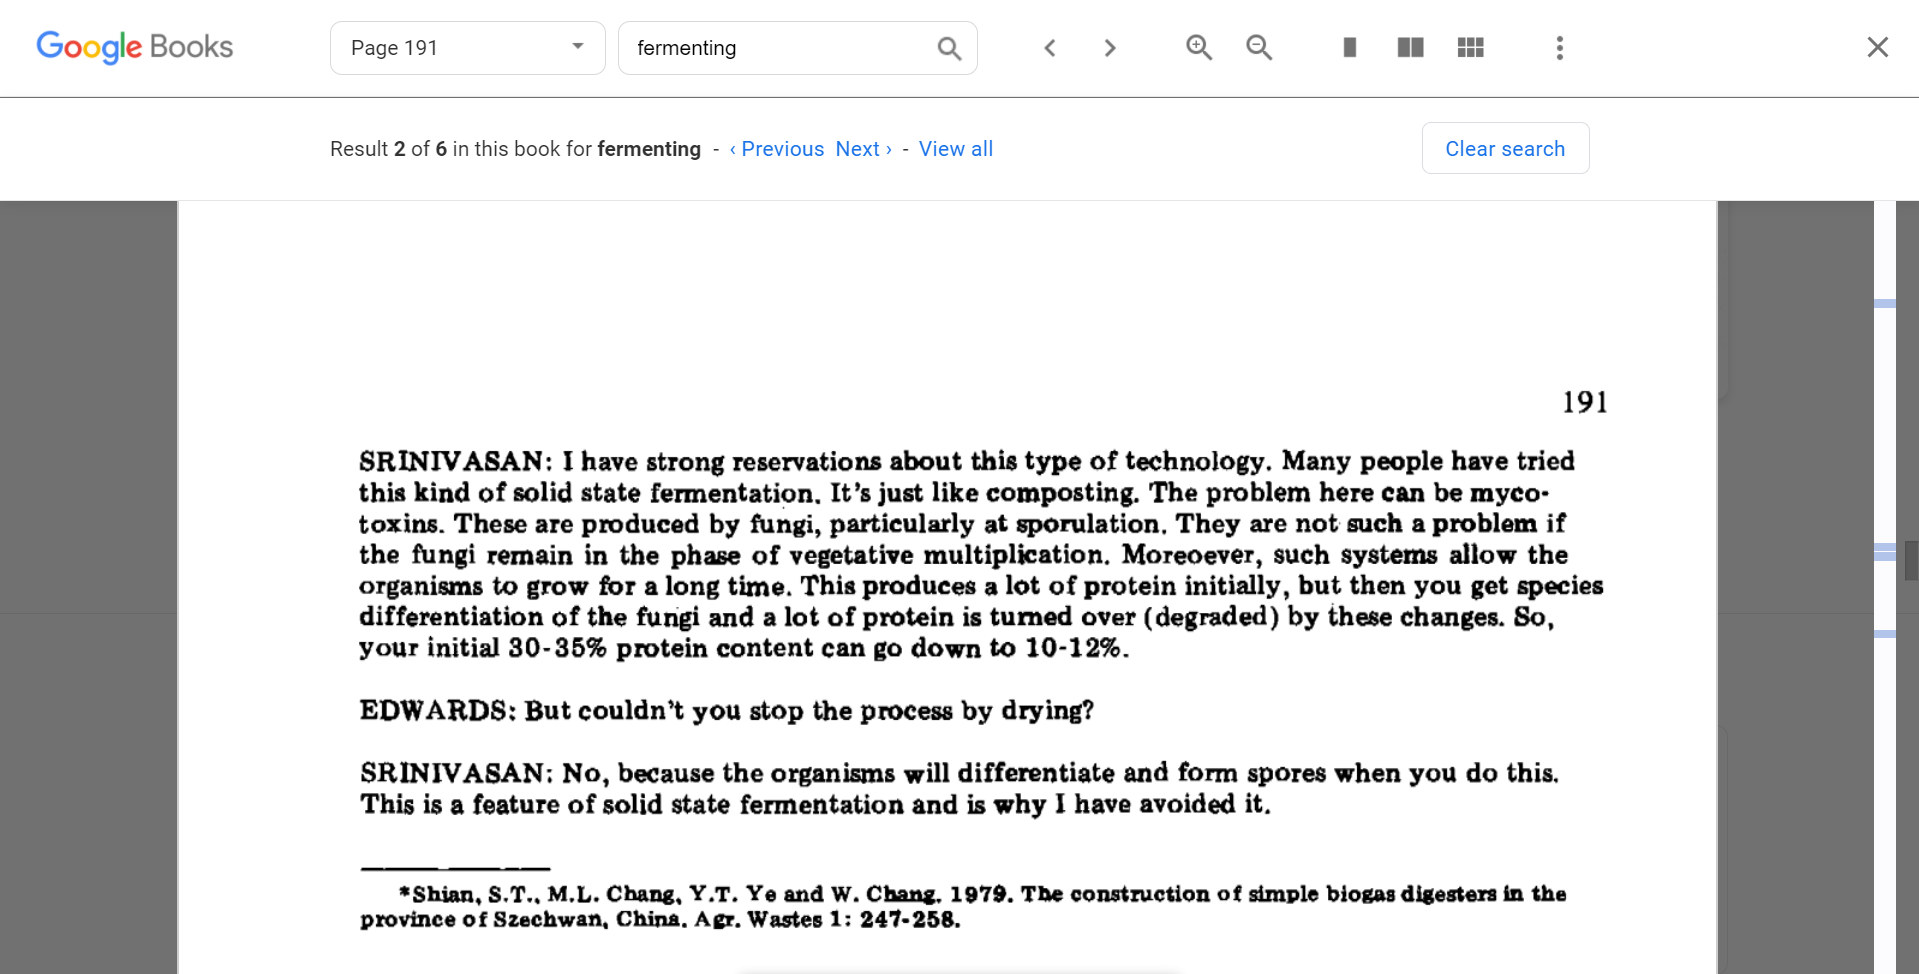 Google Books
Page 191
fermenting
Result 2 of 6 in this book for fermenting - ‹ Previous Next › - View all
Clear search
191
SRINIVASAN: I have strong reservations about this type of technology. Many people have tried
this kind of solid state fermentation. It's just like composting. The problem here can be myco-
toxins. These are produced by fungi, particularly at sporulation. They are not such a problem if
the fungi remain in the phase of vegetative multiplication. Moreoever, such systems allow the
organisms to grow for a long time. This produces a lot of protein initially, but then you get species
differentiation of the fungi and a lot of protein is turned over (degraded) by these changes. So,
your initial 30-35% protein content can go down to 10-12%.
EDWARDS: But couldn't you stop the process by drying?
SRINIVASAN: No, because the organisms will differentiate and form spores when you do this.
This is a feature of solid state fermentation and is why I have avoided it.
*Shian, S.T., M.L. Chang, Y.T. Ye and W. Chang. 1979. The construction of simple biogas digesters in the
province of Szechwan, China. Agr. Wastes 1: 247-258.